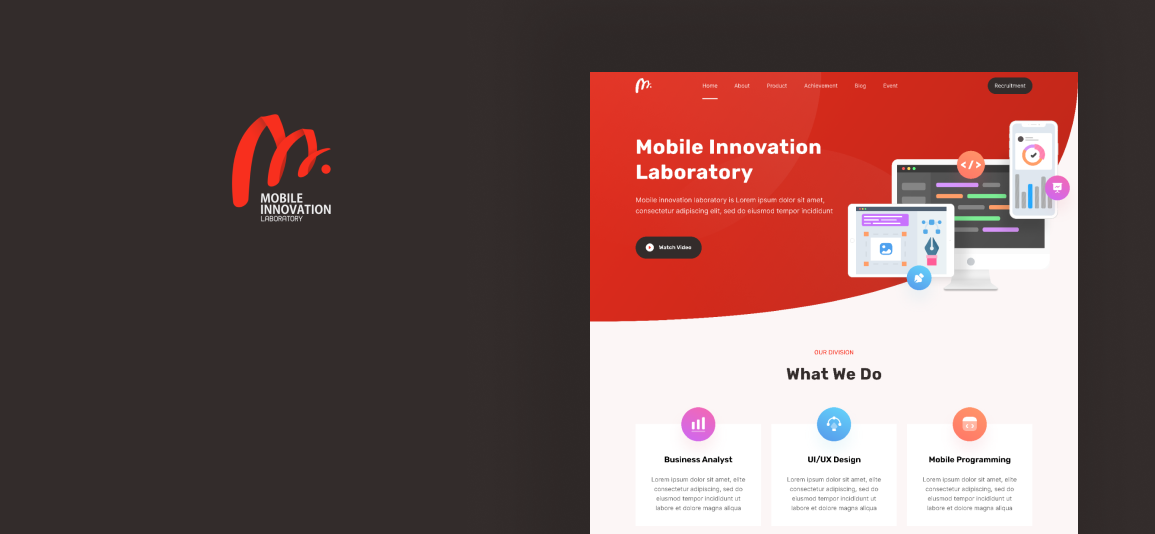 MOBILE
INNOVATION
LABORATORY
Home About Product Achievement Blog Event Recruitment
Mobile Innovation
Laboratory
Mobile innovation laboratory is Lorem ipsum dolor sit amet,
consectetur adipiscing elit, sed do eiusmod tempor incididunt
Watch Video
OUR DIVISION
What We Do
Business Analyst
Lorem ipsum dolor sit amet, elite
consectetur adipiscing, sed do
eiusmod tempor incididunt ut
labore et dolore magna aliqua
UI/UX Design
Lorem ipsum dolor sit amet, elite
consectetur adipiscing, sed do
eiusmod tempor incididunt ut
labore et dolore magna aliqua
Mobile Programming
Lorem ipsum dolor sit amet, elite
consectetur adipiscing, sed do
eiusmod tempor incididunt ut
labore et dolore magna aliqua